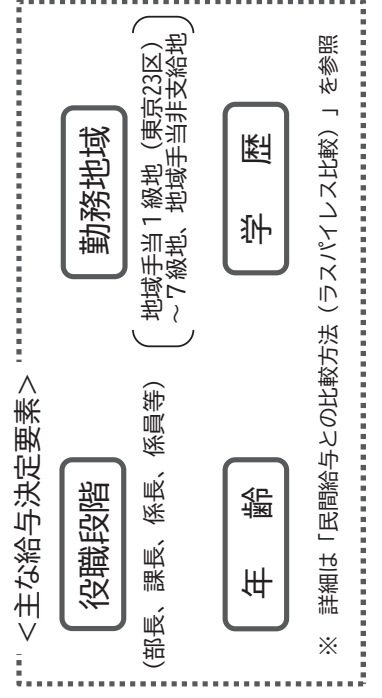 ＜主な給与決定要素＞
役職段階
(部長、課長、係長、係員等)
勤務地域
地域手当１級地（東京23区）
～７級地、地域手当非支給地
年　齢
学　歴
※　詳細は「民間給与との比較方法（ラスパイレス比較）」を参照